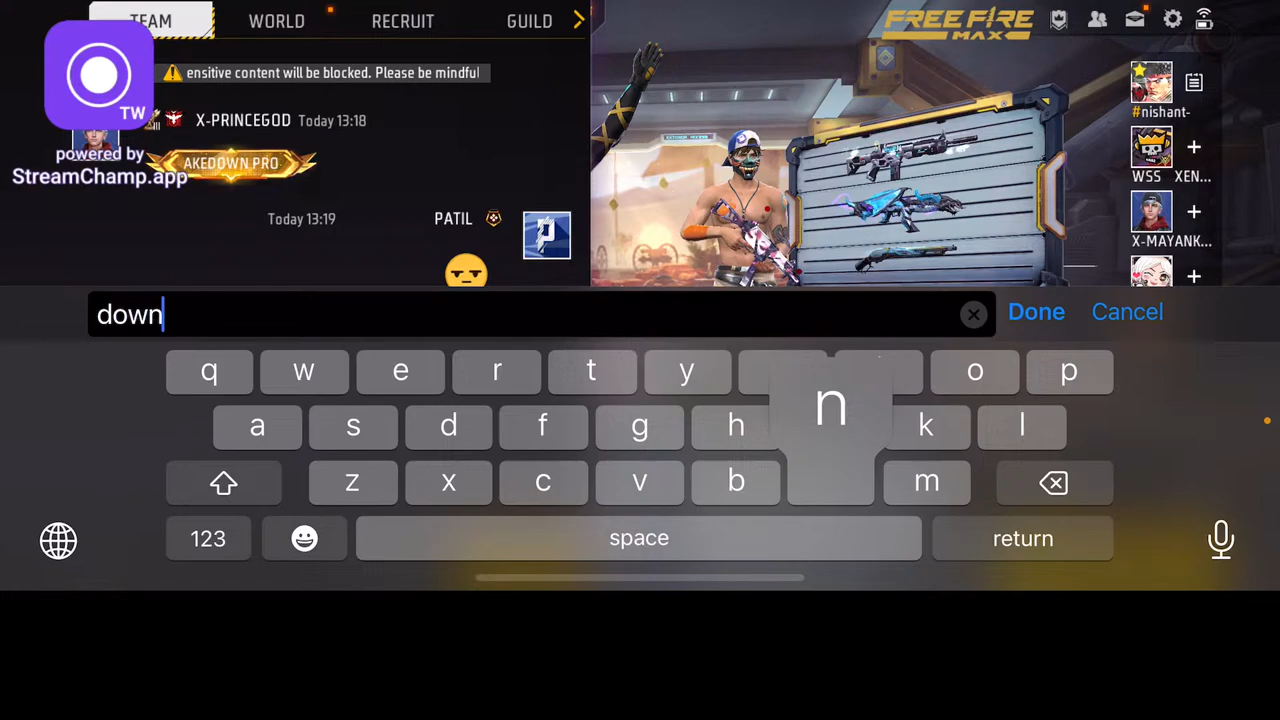 TEAM
WORLD
RECRUIT
GUILD
FREE FIRE
MAX
ensitive content will be blocked. Please be mindful
X-PRINCEGOD Today 13:18
TW
powered by
StreamChamp.app
AKEDOWN PRO
Today 13:19 PATIL
#nishant-
WSS XEN...
X-MAYANK...
down
Done
Cancel
q w e r t y o p
a s d f g h n k l
z x c v b m
123
space
return